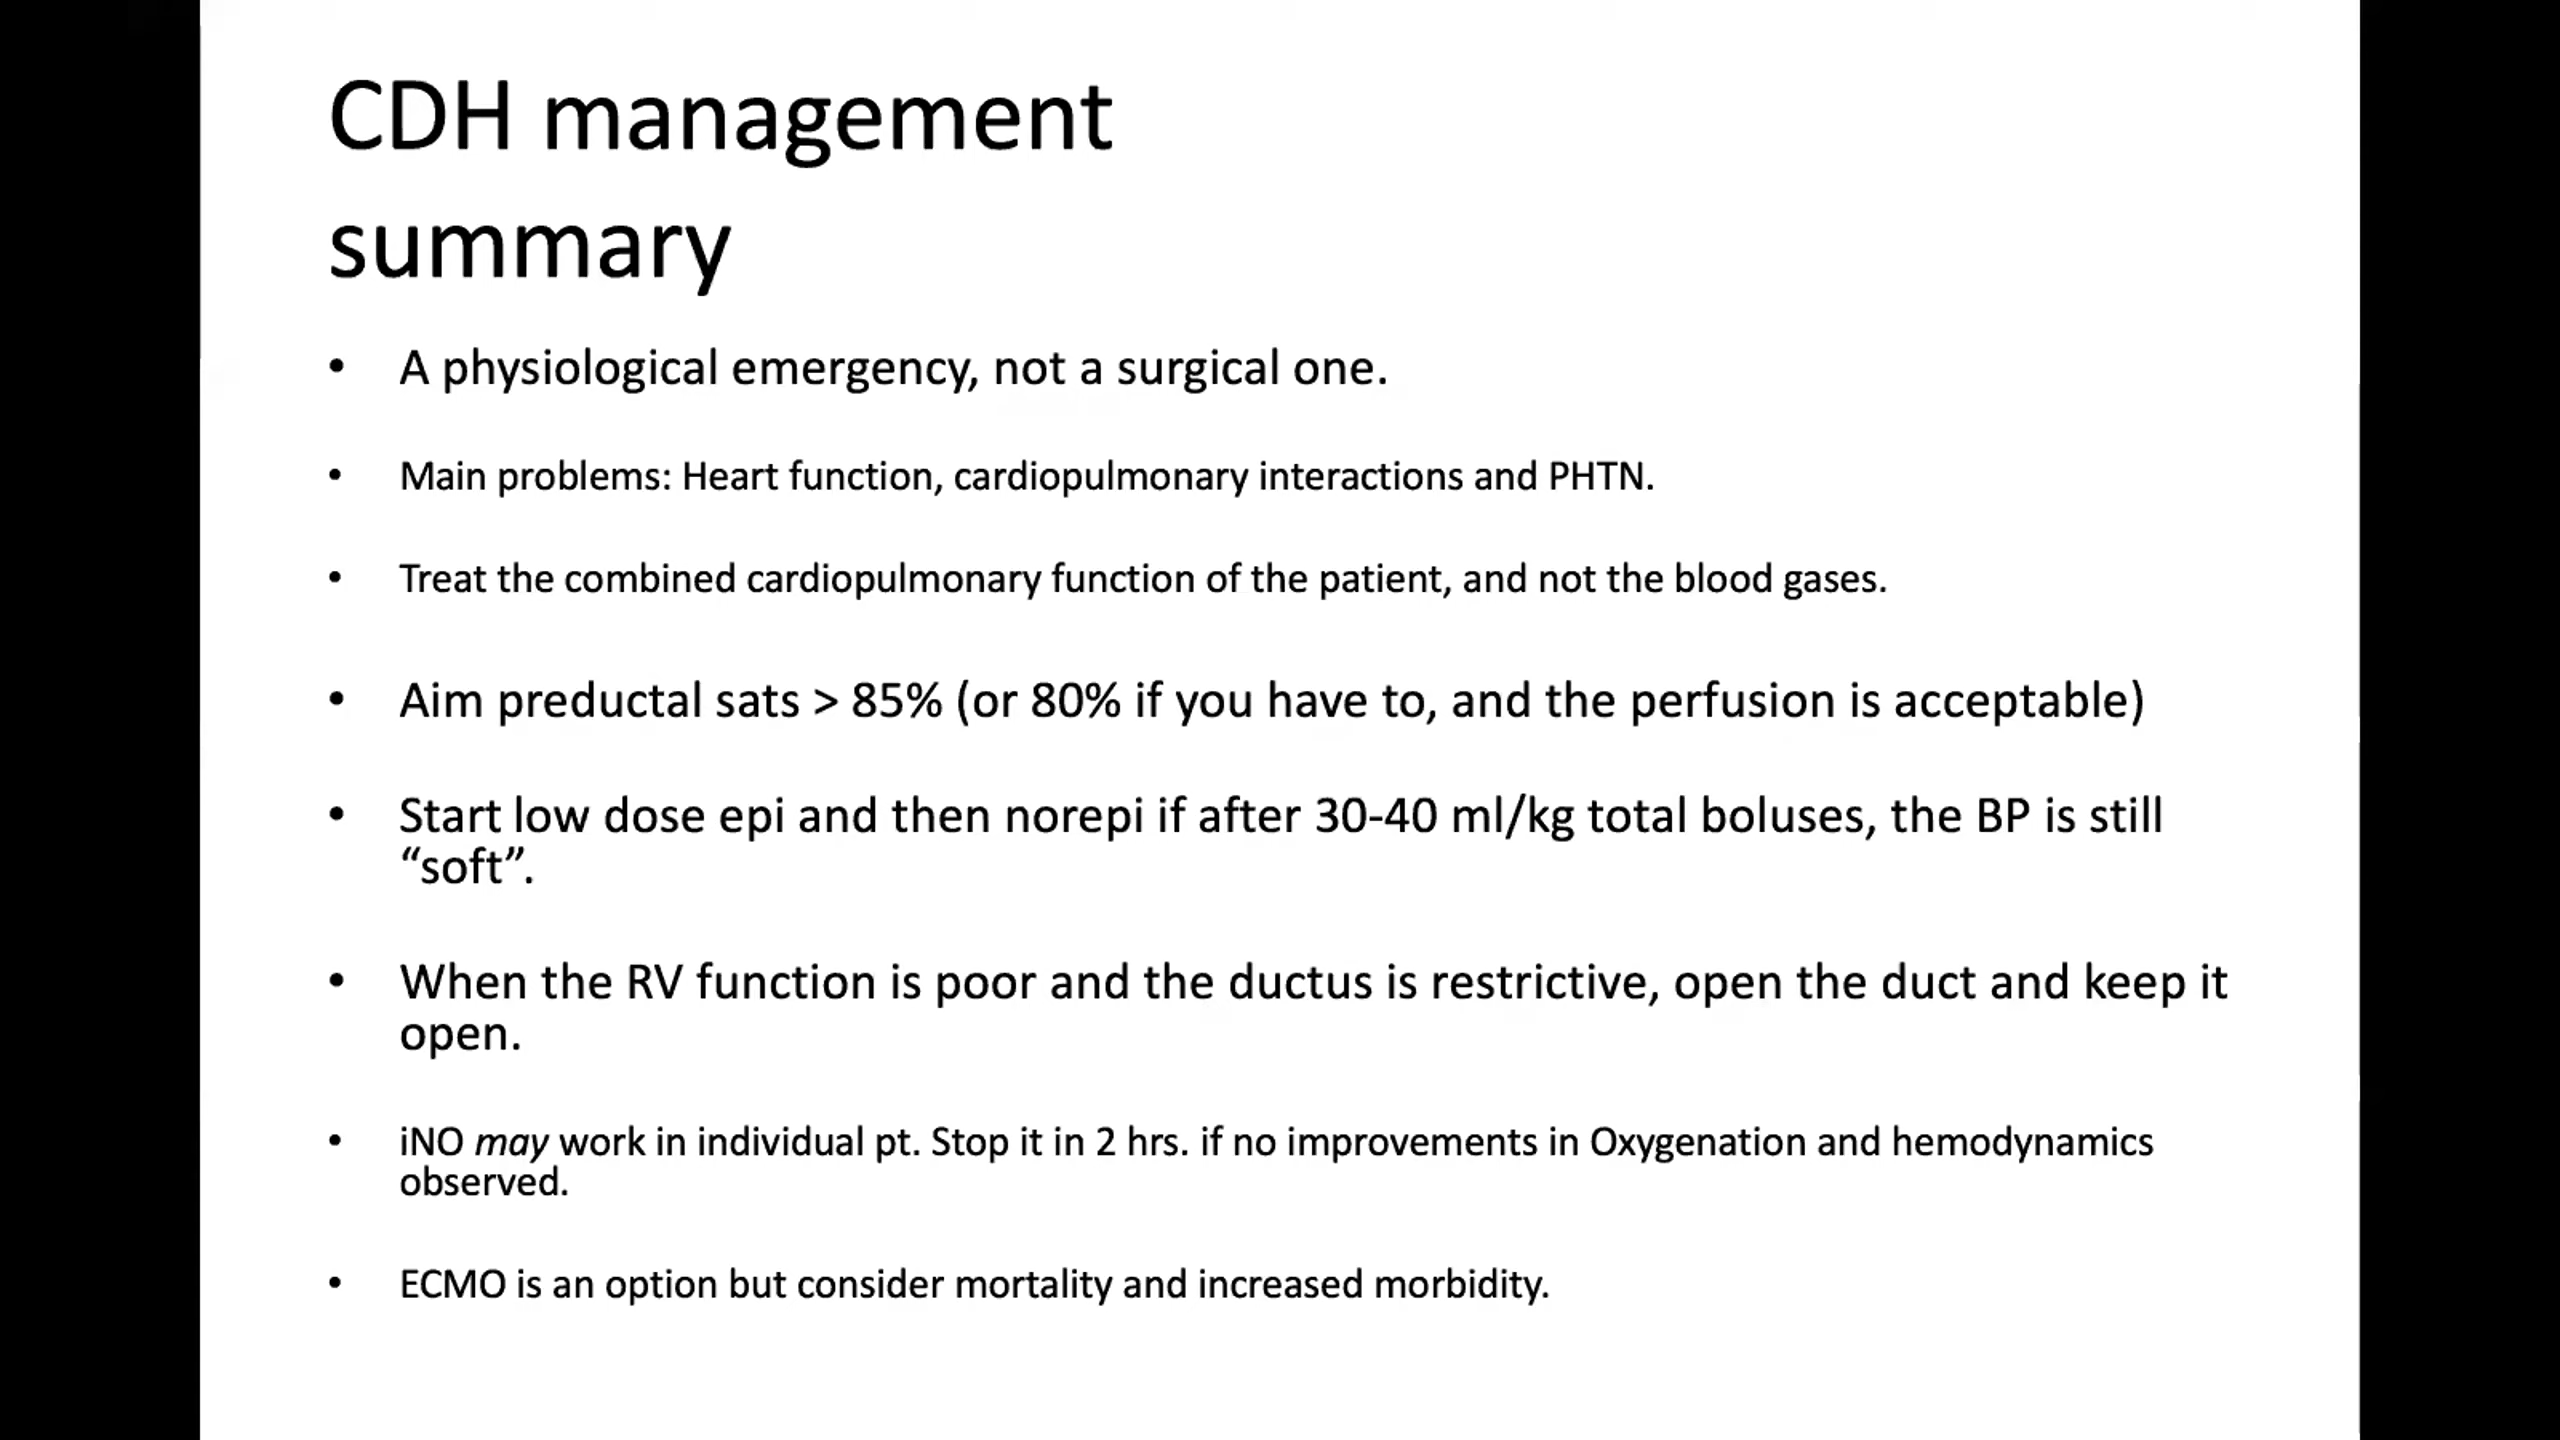 CDH management
summary
• A physiological emergency, not a surgical one.
• Main problems: Heart function, cardiopulmonary interactions and PHTN.
• Treat the combined cardiopulmonary function of the patient, and not the blood gases.
• Aim preductal sats > 85% (or 80% if you have to, and the perfusion is acceptable)
• Start low dose epi and then norepi if after 30-40 ml/kg total boluses, the BP is still
“soft”.
• When the RV function is poor and the ductus is restrictive, open the duct and keep it
open.
• iNO may work in individual pt. Stop it in 2 hrs. if no improvements in Oxygenation and hemodynamics
observed.
• ECMO is an option but consider mortality and increased morbidity.